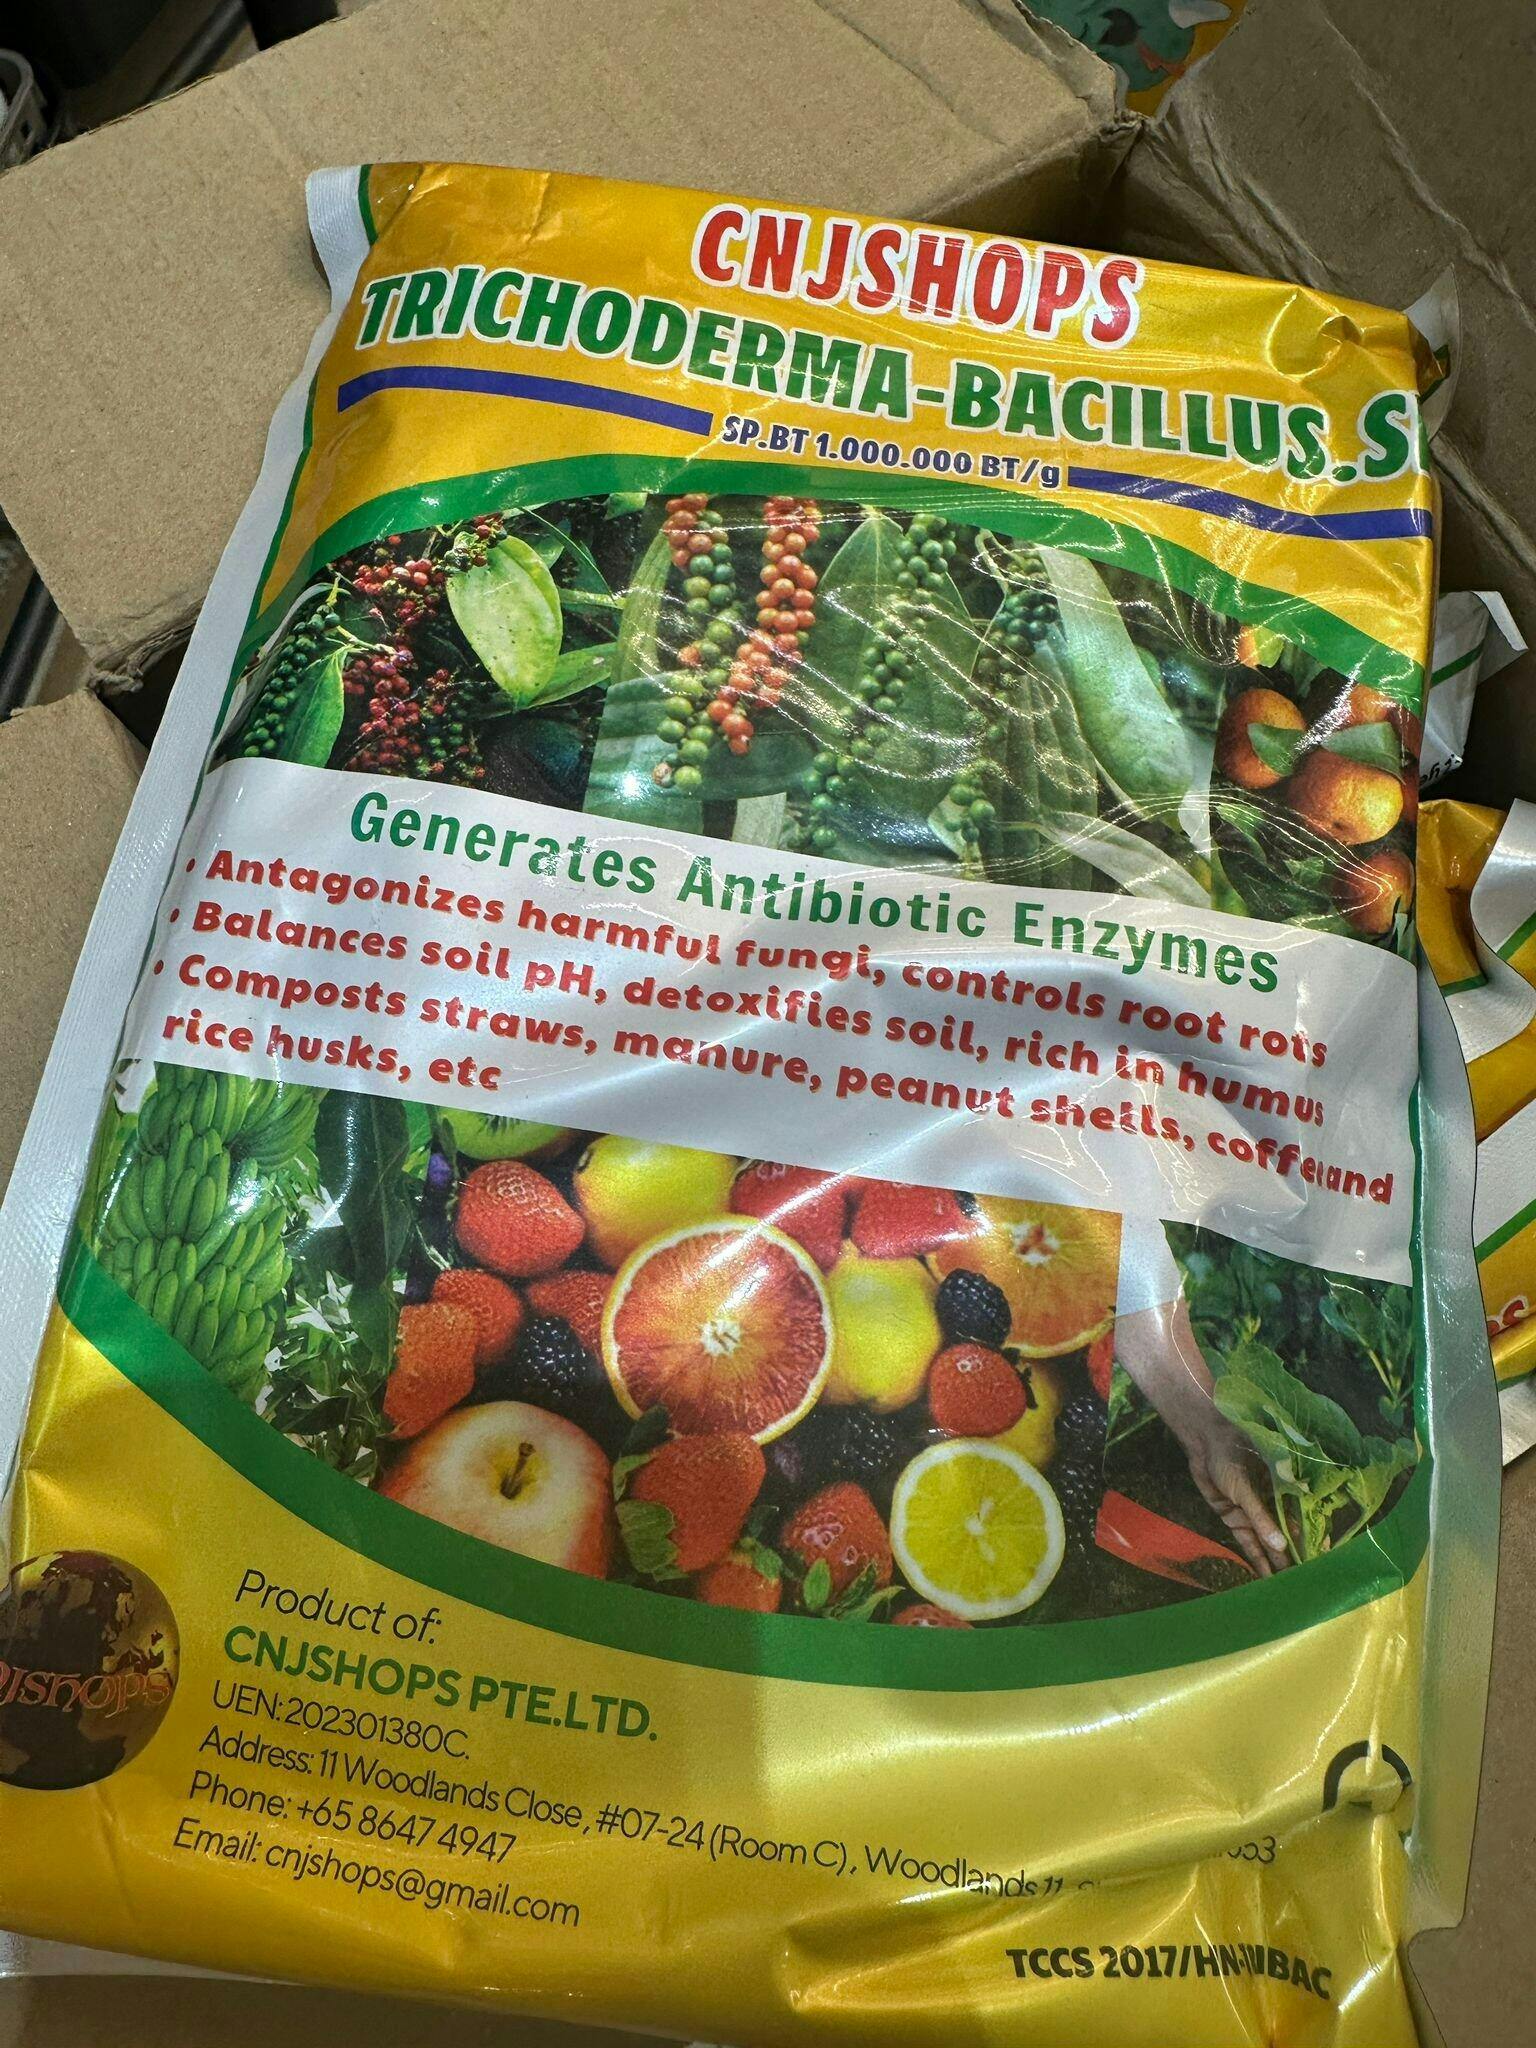 CNJSHOPS
TRICHODERMA-BACILLUS.S
SP.BT 1.000.000 BT/g
Generates Antibiotic Enzymes
• Antagonizes harmful fungi, controls root rots
• Balances soil pH, detoxifies soil, rich in humus
• Composts straws, manure, peanut shells, coffe and
rice husks, etc
Product of:
CNJSHOPS PTE.LTD.
UEN:202301380C.
Address: 11 Woodlands Close, #07-24 (Room C), Woodlands 11
Phone: +65 8647 4947
Email: cnjshops@gmail.com
TCCS 2017/